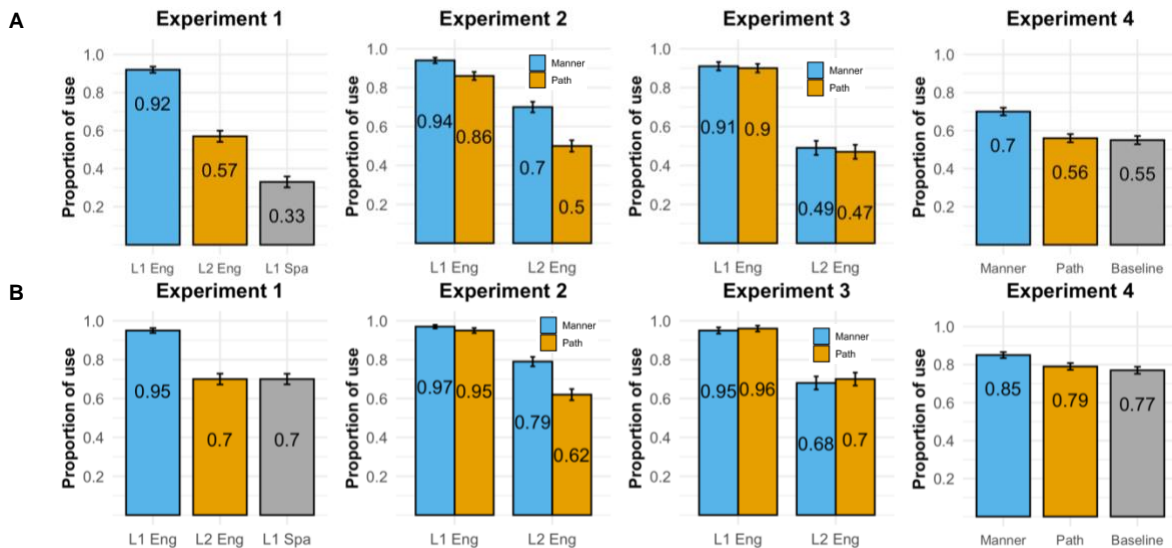 A
Experiment 1
Proportion of use
1.0
0.8
0.6
0.4
0.2
0.92
0.57
0.33
L1 Eng L2 Eng L1 Spa
Experiment 2
Proportion of use
1.0
0.8
0.6
0.4
0.2
Manner
Path
0.94 0.86 0.7 0.5
L1 Eng L2 Eng
Experiment 3
Proportion of use
1.0
0.8
0.6
0.4
0.2
Manner
Path
0.91 0.9 0.49 0.47
L1 Eng L2 Eng
Experiment 4
Proportion of use
1.0
0.8
0.6
0.4
0.2
0.7 0.56 0.55
Manner Path Baseline
B
Experiment 1
Proportion of use
1.0
0.8
0.6
0.4
0.2
0.95 0.7 0.7
L1 Eng L2 Eng L1 Spa
Experiment 2
Proportion of use
1.0
0.8
0.6
0.4
0.2
Manner
Path
0.97 0.95 0.79 0.62
L1 Eng L2 Eng
Experiment 3
Proportion of use
1.0
0.8
0.6
0.4
0.2
Manner
Path
0.95 0.96 0.68 0.7
L1 Eng L2 Eng
Experiment 4
Proportion of use
1.0
0.8
0.6
0.4
0.2
0.85 0.79 0.77
Manner Path Baseline